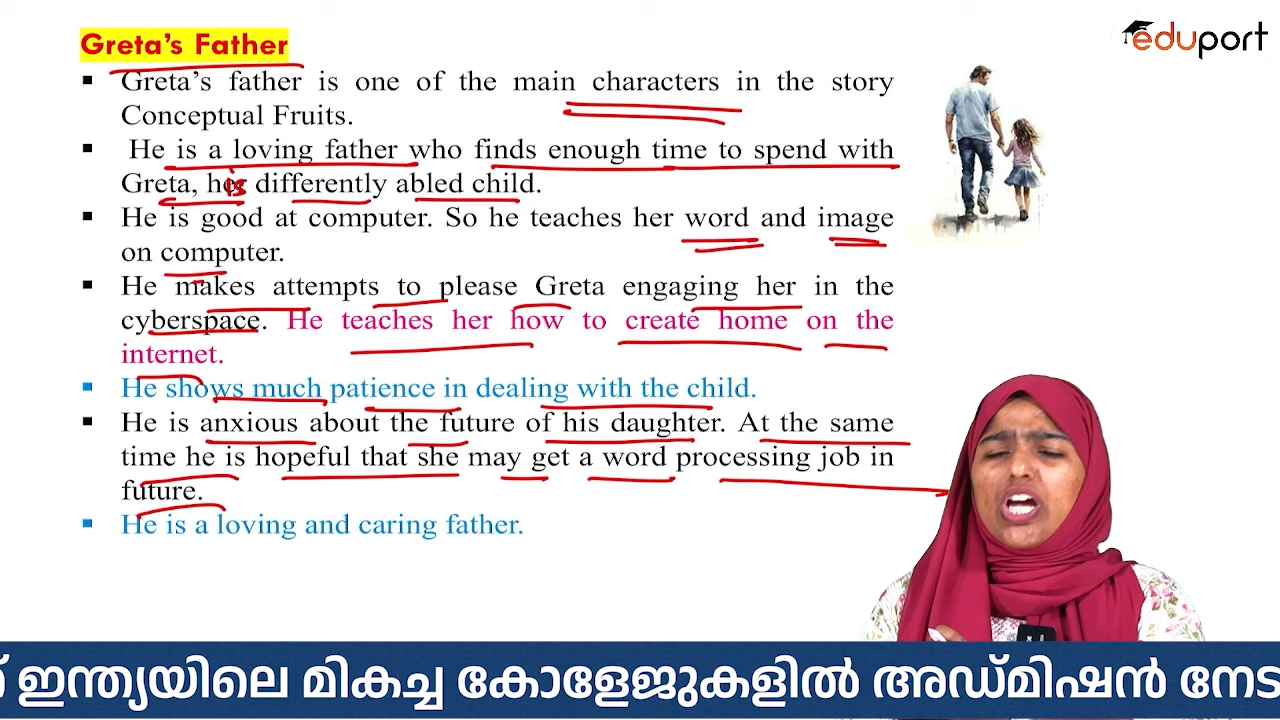 Greta's Father
eduport
▪ Greta's father is one of the main characters in the story
Conceptual Fruits.
▪ He is a loving father who finds enough time to spend with
Greta, her differently abled child.
is
▪ He is good at computer. So he teaches her word and image
on computer.
▪ He makes attempts to please Greta engaging her in the
cyberspace. He teaches her how to create home on the
internet.
▪ He shows much patience in dealing with the child.
▪ He is anxious about the future of his daughter. At the same
time he is hopeful that she may get a word processing job in
future.
▪ He is a loving and caring father.
ഇന്ത്യയിലെ മികച്ച കോളേജുകളിൽ അഡ്മിഷൻ